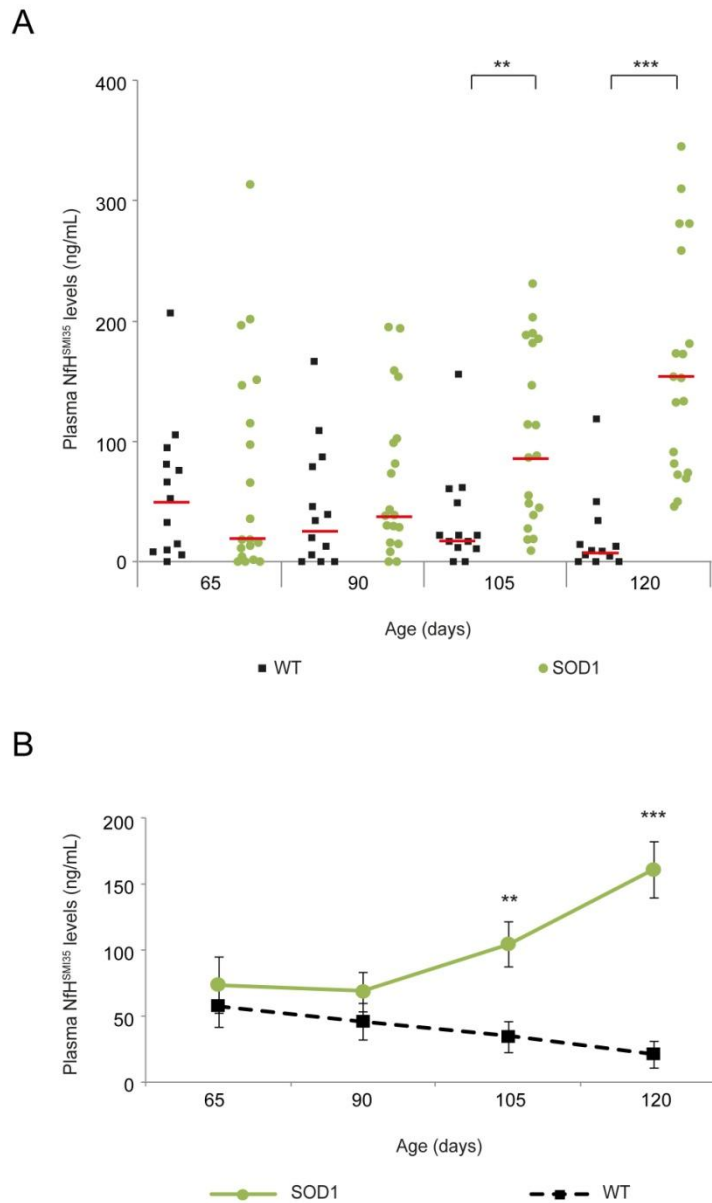 A
** ***
400
300
200
100
0
Plasma NfH^SMI35 levels (ng/mL)
65 90 105 120
Age (days)
WT SOD1
B
200
150
100
50
0
Plasma NfH^SMI35 levels (ng/mL)
** ***
65 90 105 120
Age (days)
SOD1 WT